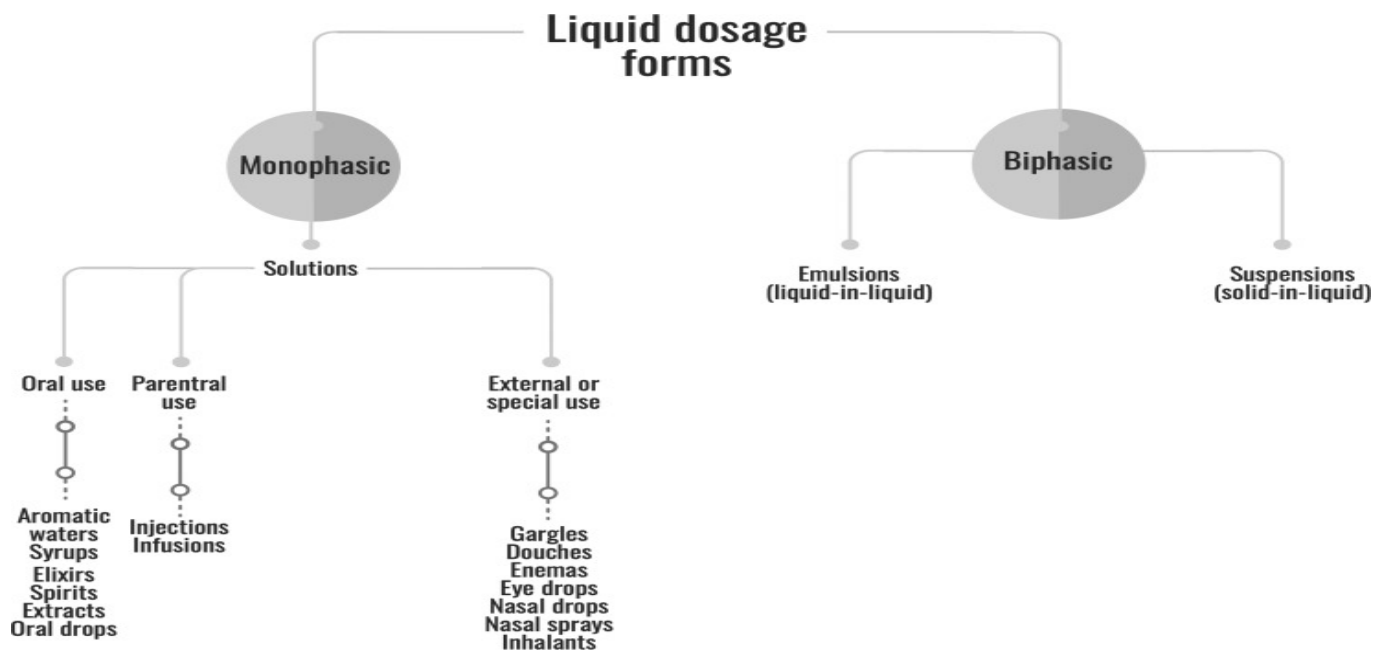 Liquid dosage
forms
Monophasic
Biphasic
Solutions
Emulsions
(liquid-in-liquid)
Suspensions
(solid-in-liquid)
Oral use
Parentral
use
External or
special use
Aromatic
waters
Syrups
Elixirs
Spirits
Extracts
Oral drops
Injections
Infusions
Gargles
Douches
Enemas
Eye drops
Nasal drops
Nasal sprays
Inhalants